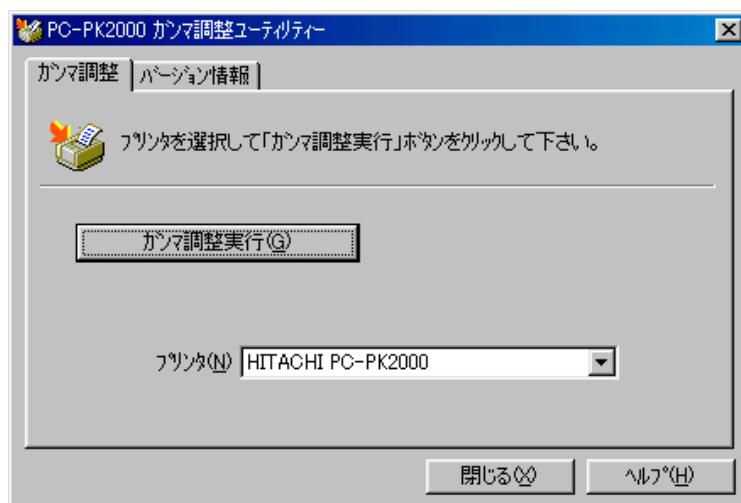 PC-PK2000 ガンマ調整ユーティリティー
ガンマ調整 バージョン情報
プリンタを選択して「ガンマ調整実行」ボタンをクリックして下さい。
ガンマ調整実行(G)
プリンタ(N) HITACHI PC-PK2000
閉じる(X) ヘルプ(H)